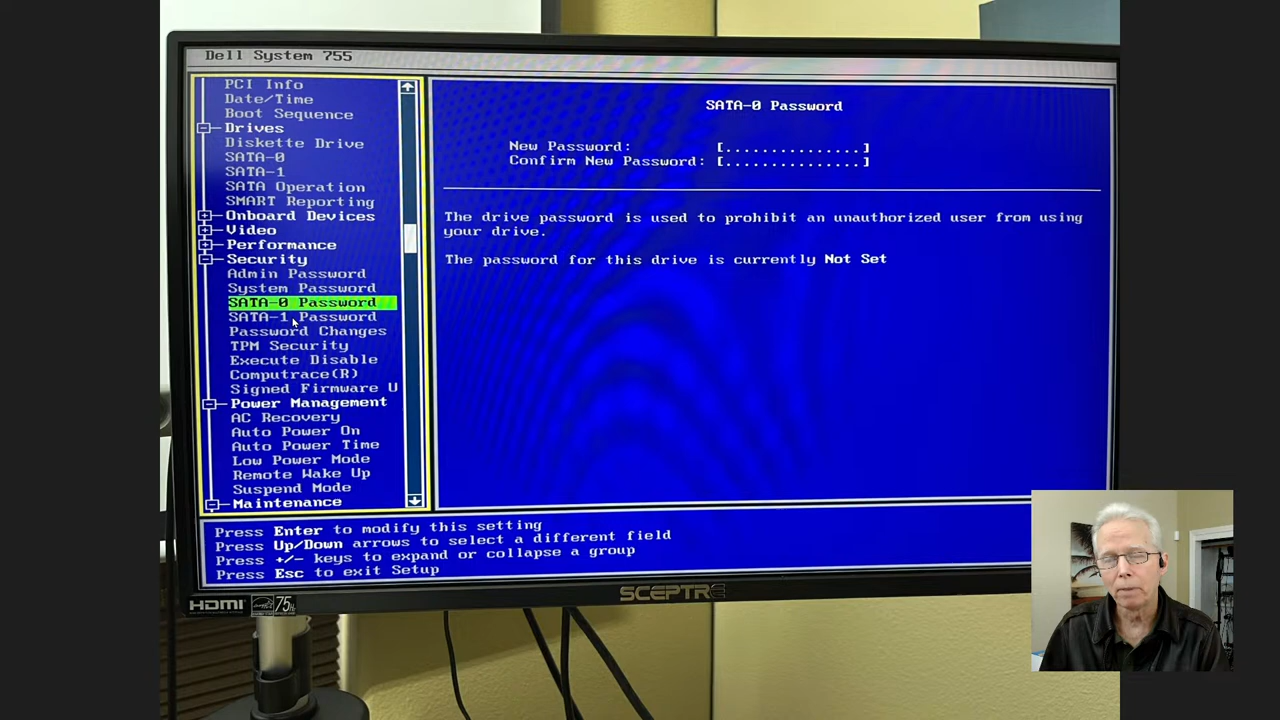 Dell System 755
PCI Info
Date/Time
Boot Sequence
Drives
Diskette Drive
SATA-0
SATA-1
SATA Operation
SMART Reporting
Onboard Devices
Video
Performance
Security
Admin Password
System Password
SATA-0 Password
SATA-1 Password
Password Changes
TPM Security
Execute Disable
Computrace(R)
Signed Firmware U
Power Management
AC Recovery
Auto Power On
Auto Power Time
Low Power Mode
Remote Wake Up
Suspend Mode
Maintenance
SATA-0 Password
New Password: [...............]
Confirm New Password: [...............]
The drive password is used to prohibit an unauthorized user from using
your drive.
The password for this drive is currently Not Set
Press Enter to modify this setting
Press Up/Down arrows to select a different field
Press +/- keys to expand or collapse a group
Press Esc to exit Setup
HDMI
75Hz
SCEPTRE